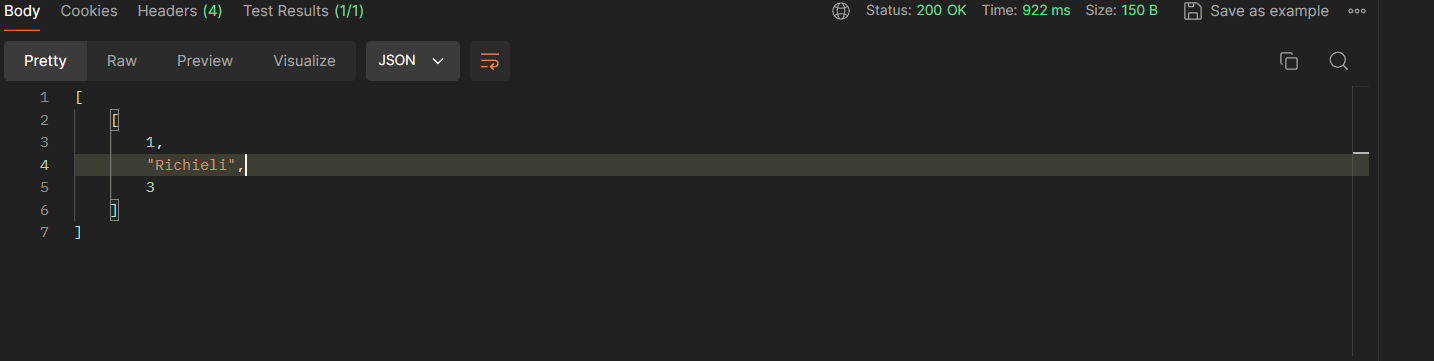 Body Cookies Headers (4) Test Results (1/1) Status: 200 OK Time: 922 ms Size: 150 B Save as example
Pretty Raw Preview Visualize JSON
1 [
2 [
3 1,
4 "Richieli",
5 3
6 ]
7 ]